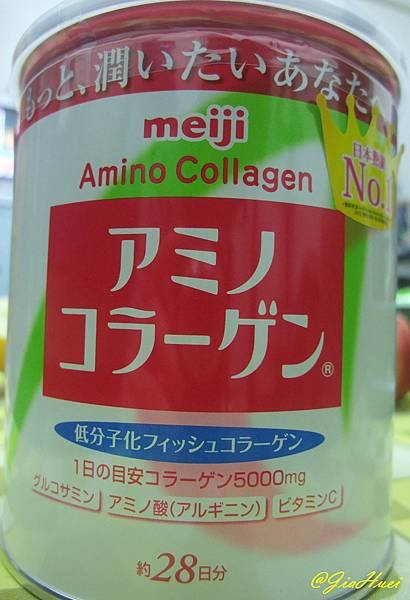 もっと、潤いたいあなたへ
meiji
Amino Collagen
日本製
No.1
アミノ
コラーゲン®
低分子化フィッシュコラーゲン
1日の目安コラーゲン5000mg
グルコサミン アミノ酸(アルギニン) ビタミンC
約28日分
@JiaHuei